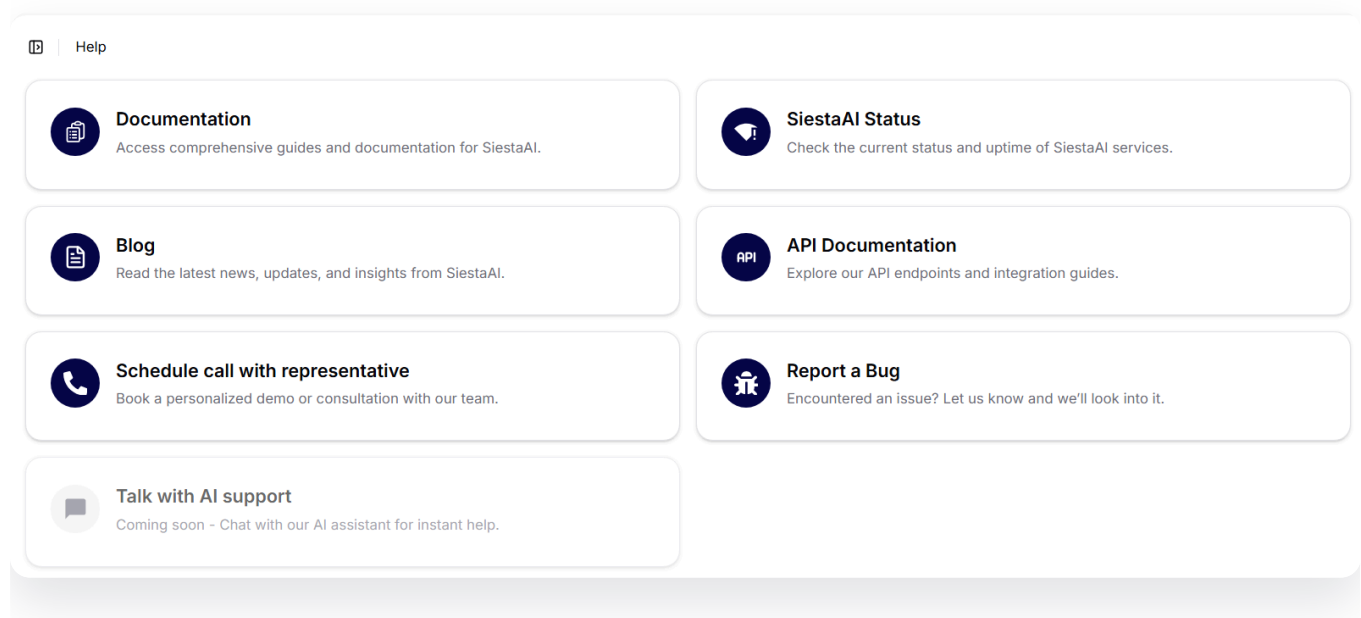 Help
Documentation
Access comprehensive guides and documentation for SiestaAI.
SiestaAI Status
Check the current status and uptime of SiestaAI services.
Blog
Read the latest news, updates, and insights from SiestaAI.
API
API Documentation
Explore our API endpoints and integration guides.
Schedule call with representative
Book a personalized demo or consultation with our team.
Report a Bug
Encountered an issue? Let us know and we’ll look into it.
Talk with AI support
Coming soon - Chat with our AI assistant for instant help.